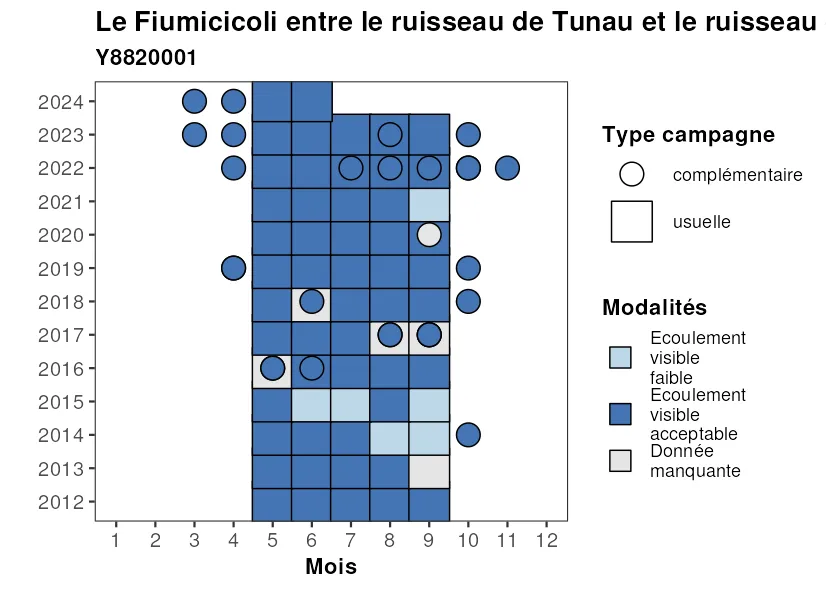 Le Fiumicicoli entre le ruisseau de Tunau et le ruisseau
Y8820001
2024
2023
2022
2021
2020
2019
2018
2017
2016
2015
2014
2013
2012
1 2 3 4 5 6 7 8 9 10 11 12
Mois
Type campagne
complémentaire
usuelle
Modalités
Ecoulement
visible
faible
Ecoulement
visible
acceptable
Donnée
manquante